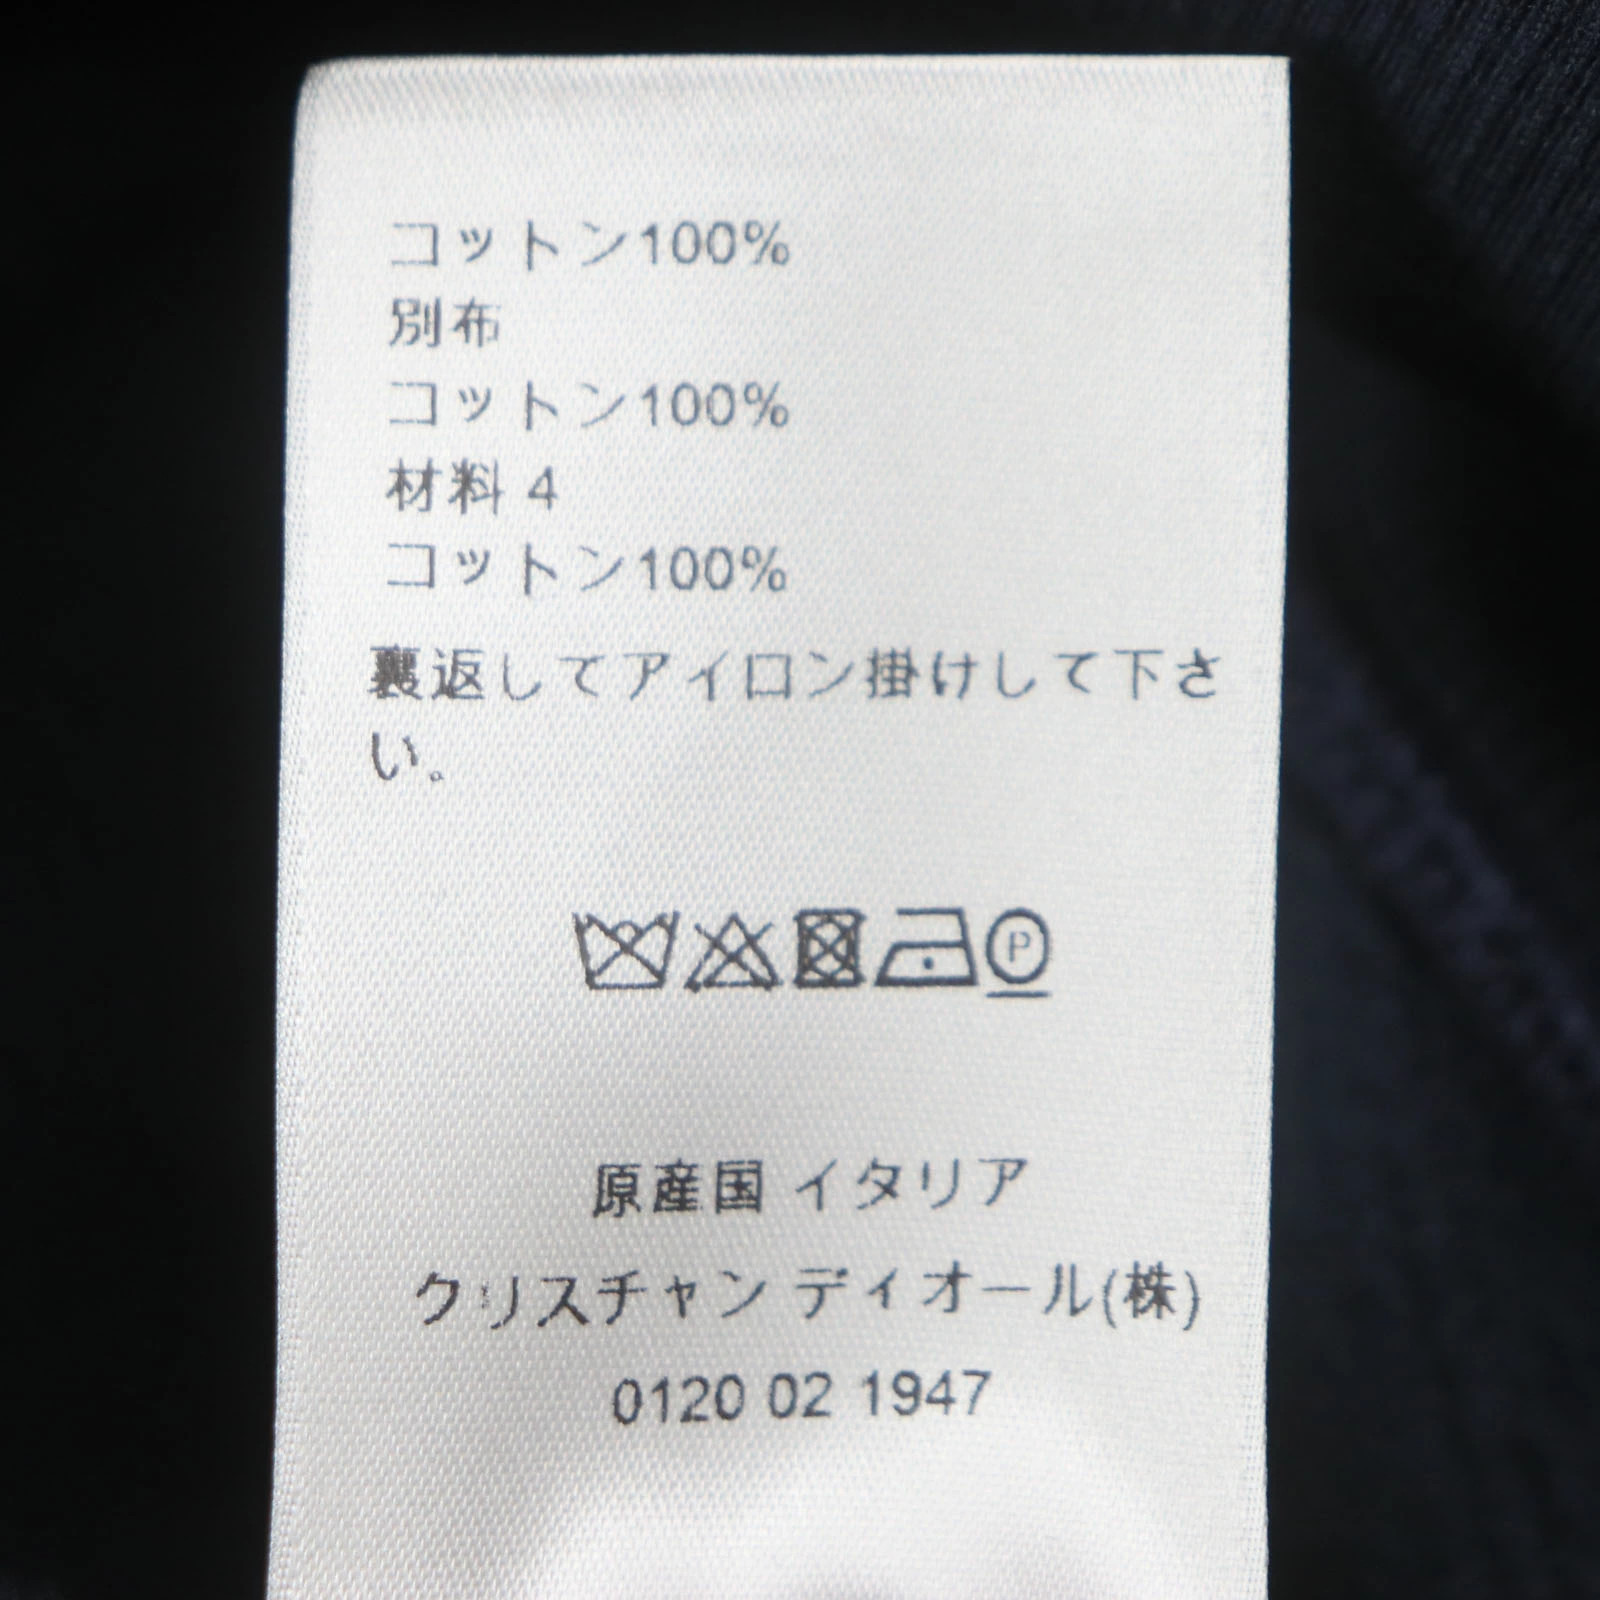 コットン100%
別布
コットン100%
材料 4
コットン100%
裏返してアイロン掛けして下さ
い。
P
原産国 イタリア
クリスチャン ディオール(株)
0120 02 1947